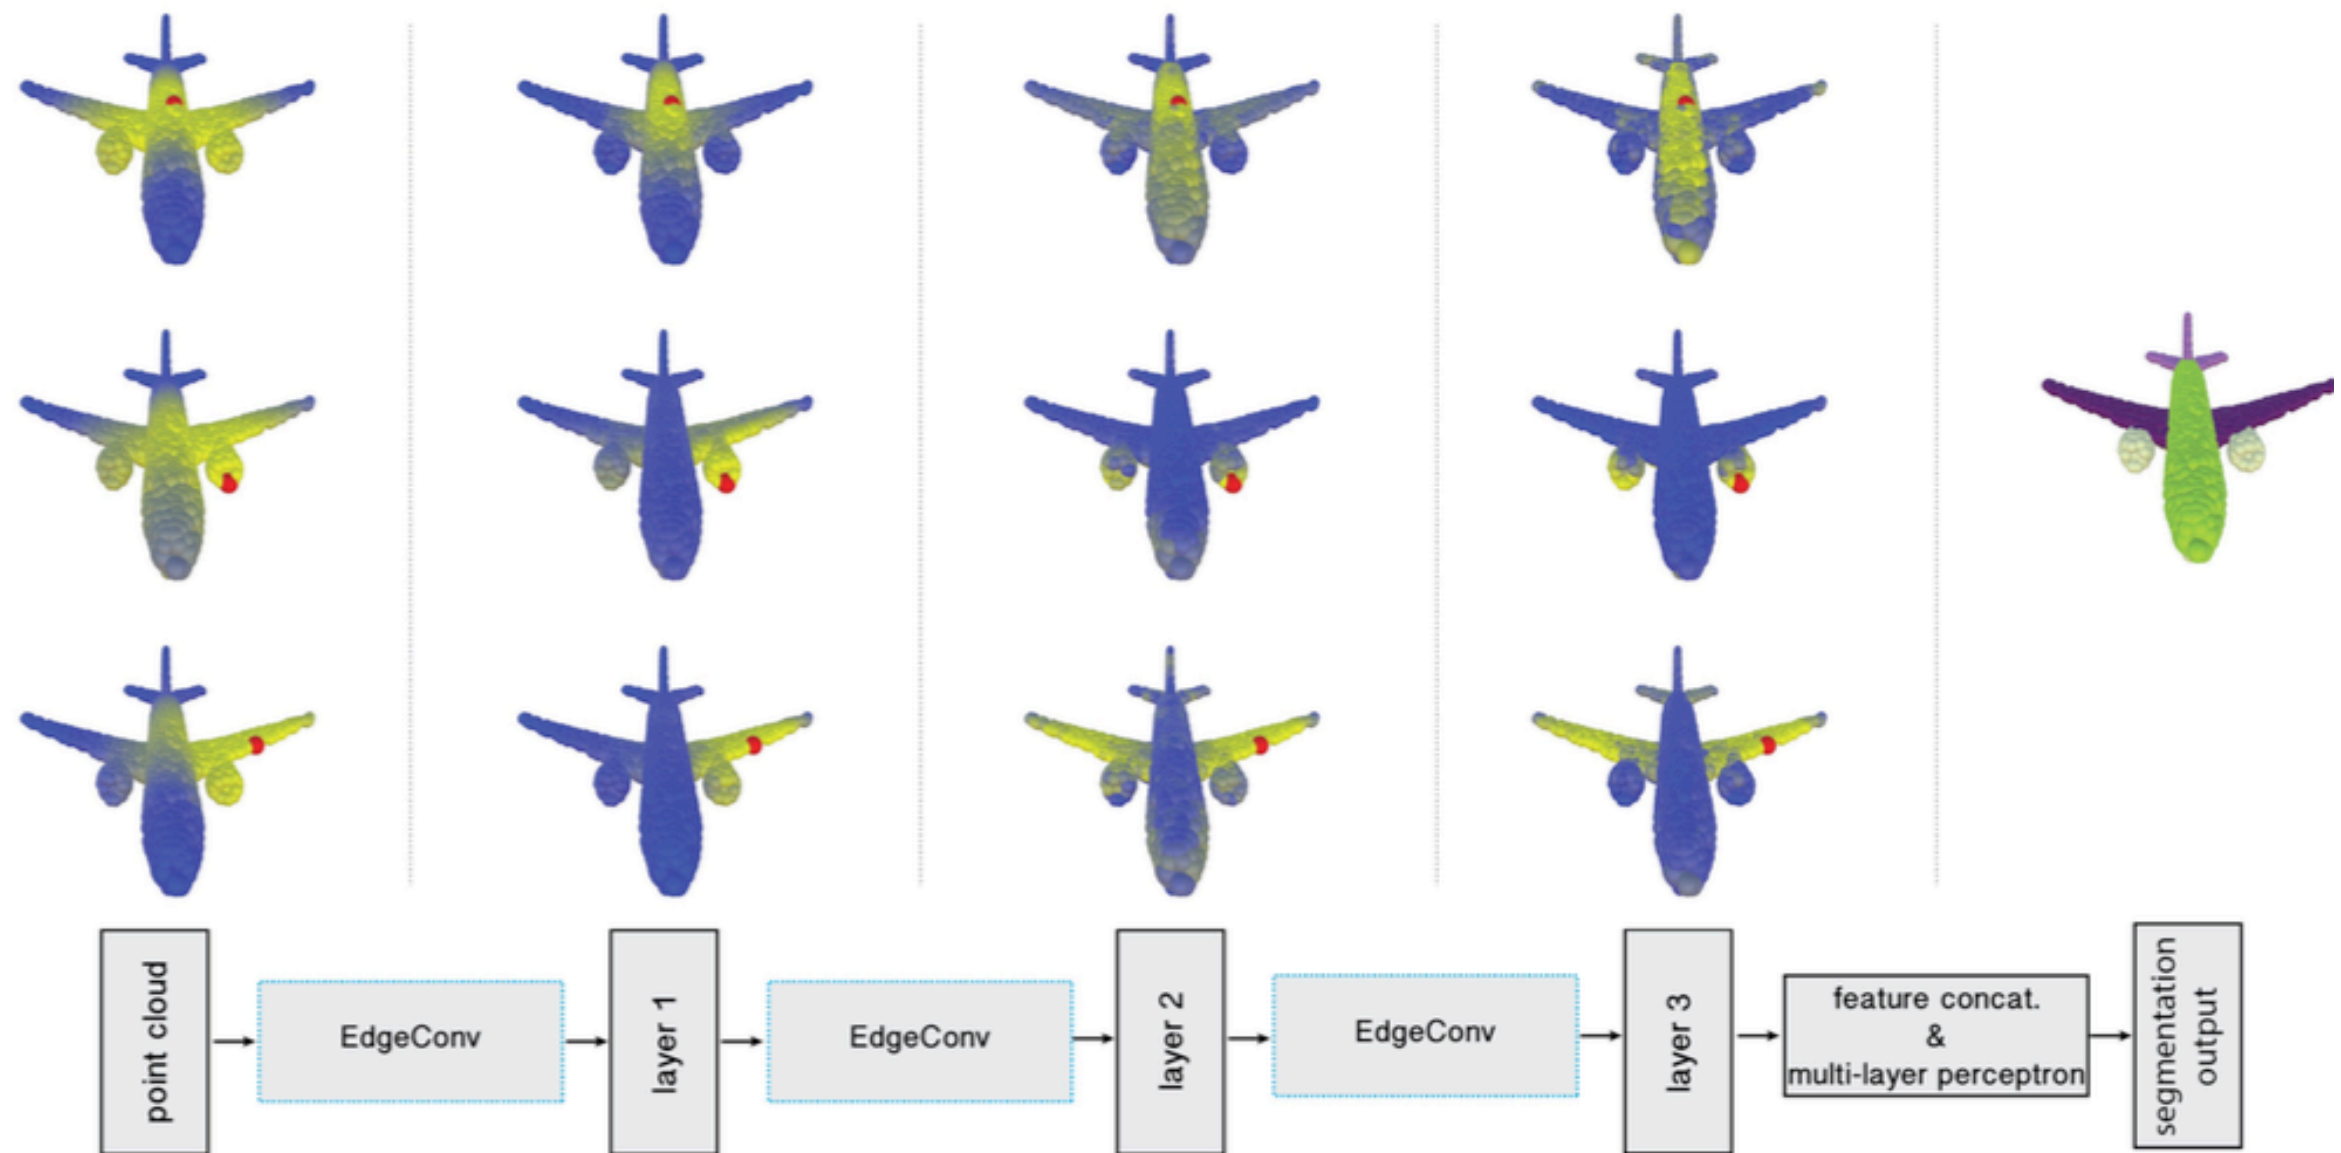 point cloud
EdgeConv
layer 1
EdgeConv
layer 2
EdgeConv
layer 3
feature concat.
&
multi-layer perceptron
segmentation
output